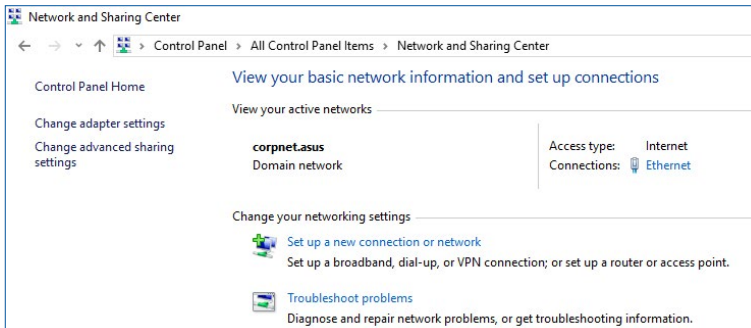 Network and Sharing Center
Control Panel > All Control Panel Items > Network and Sharing Center
Control Panel Home
Change adapter settings
Change advanced sharing
settings
View your basic network information and set up connections
View your active networks
corpnet.asus
Domain network
Access type: Internet
Connections: Ethernet
Change your networking settings
Set up a new connection or network
Set up a broadband, dial-up, or VPN connection; or set up a router or access point.
Troubleshoot problems
Diagnose and repair network problems, or get troubleshooting information.